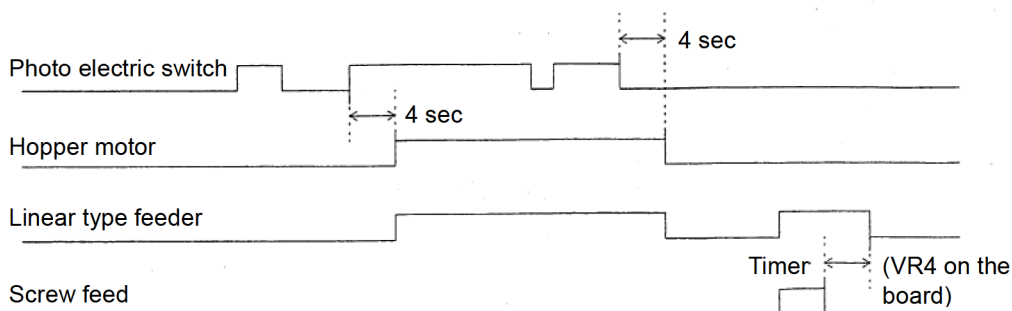 4 sec
Photo electric switch
4 sec
Hopper motor
Linear type feeder
Timer
(VR4 on the
board)
Screw feed